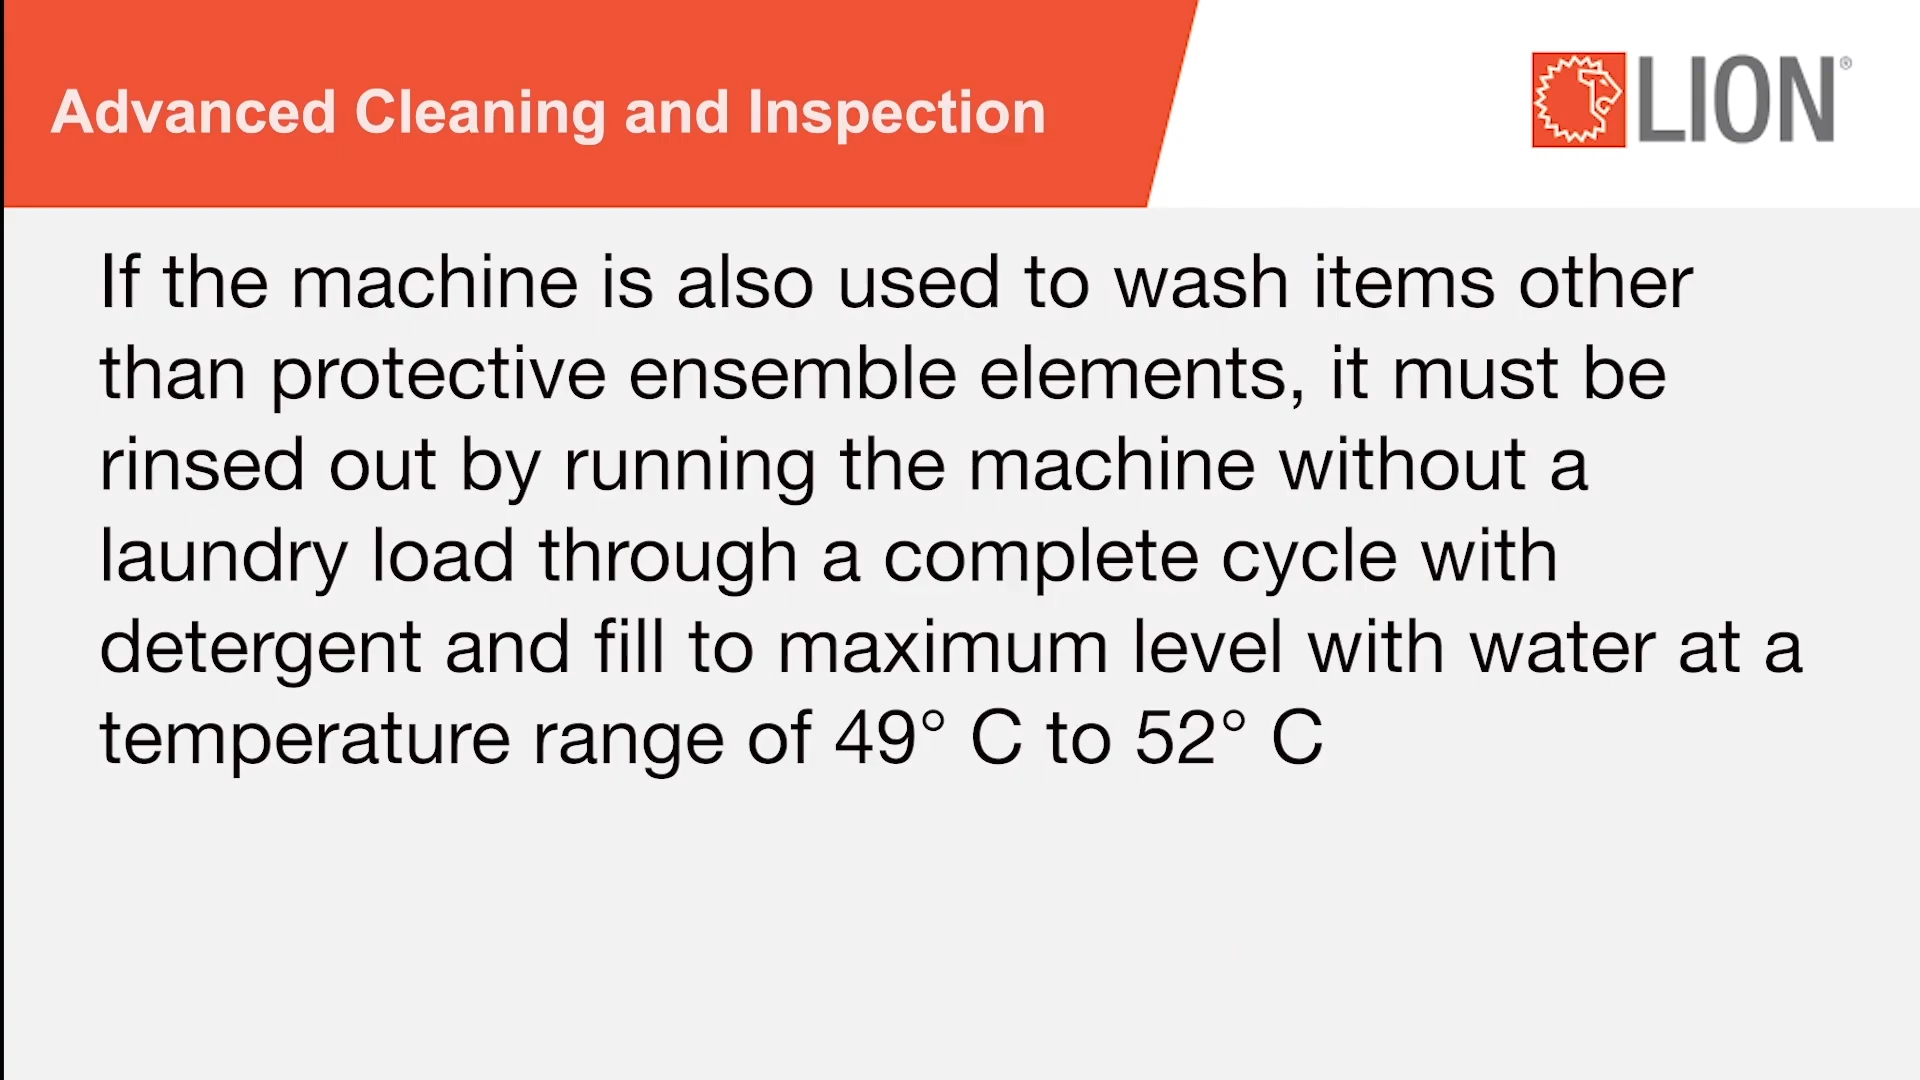 Advanced Cleaning and Inspection
LION®
If the machine is also used to wash items other
than protective ensemble elements, it must be
rinsed out by running the machine without a
laundry load through a complete cycle with
detergent and fill to maximum level with water at a
temperature range of 49° C to 52° C